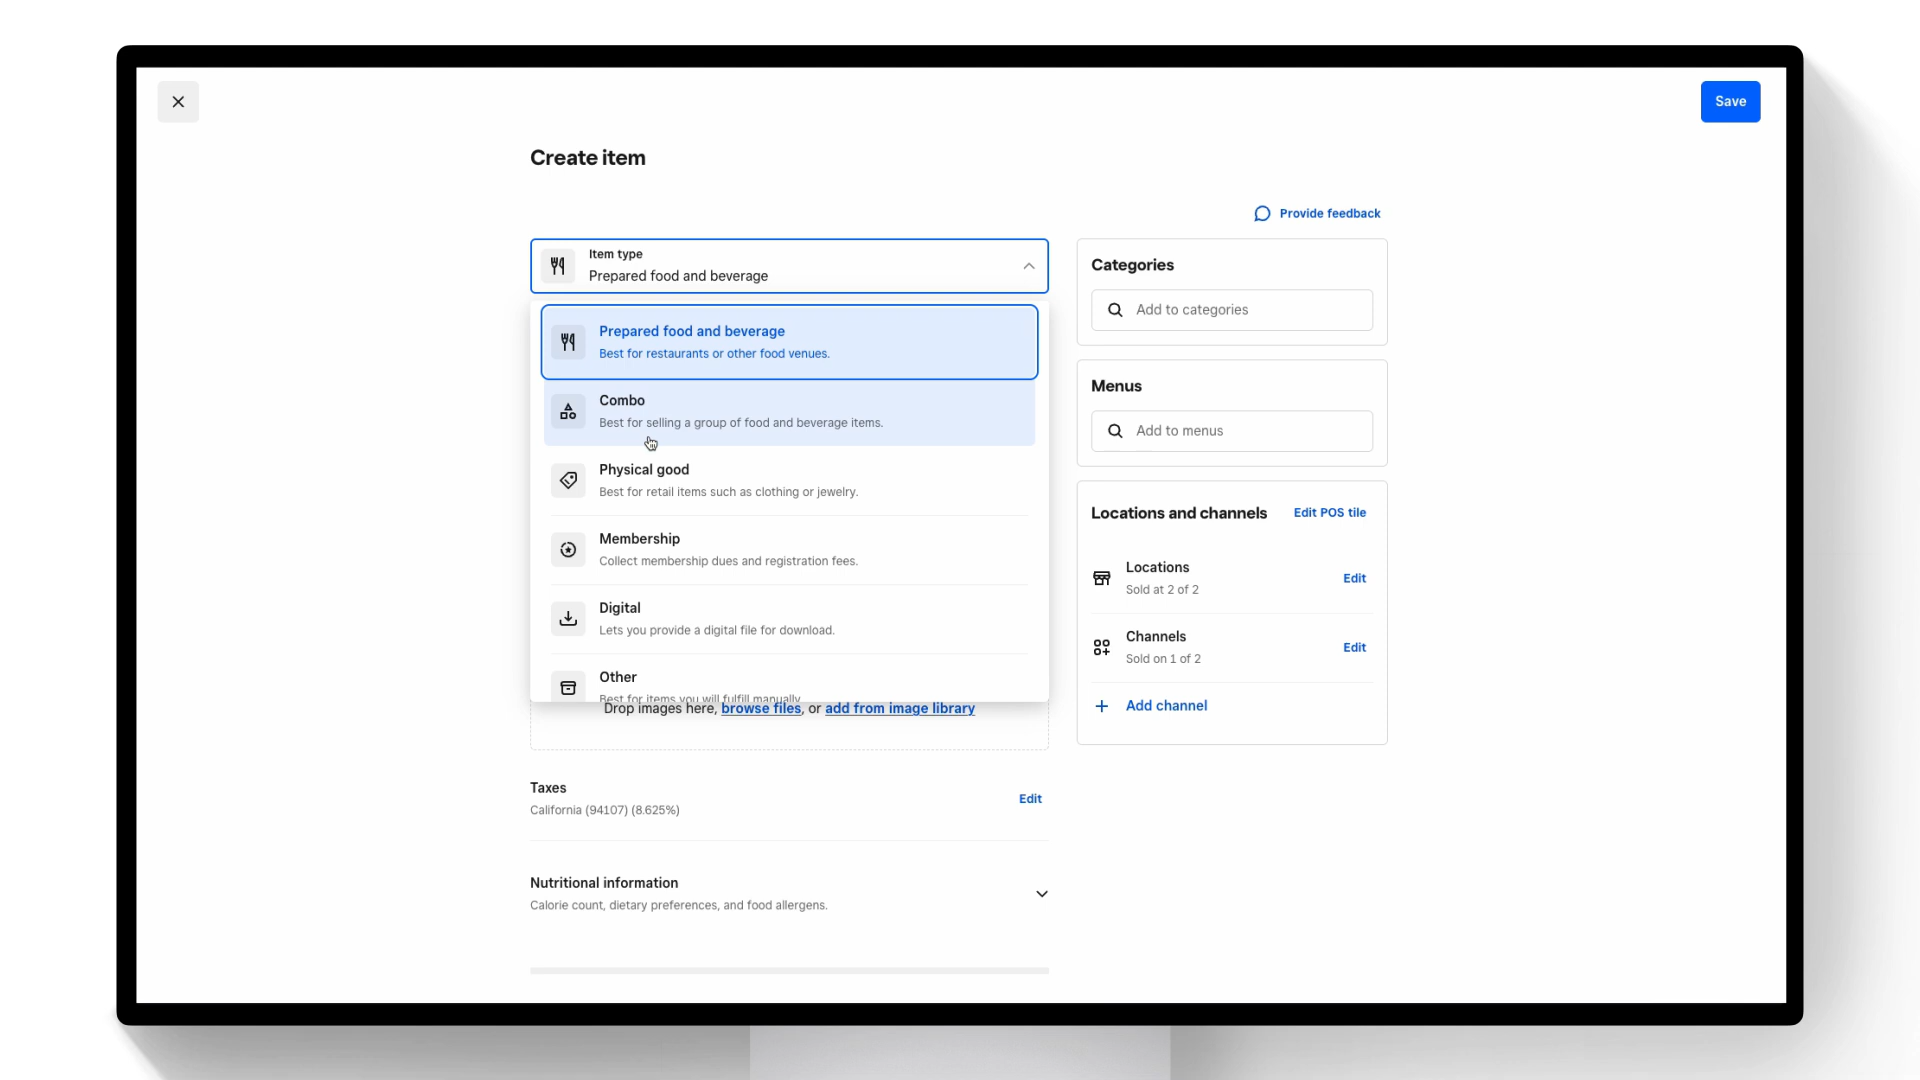 Save
Create item
Provide feedback
Item type
Prepared food and beverage
Prepared food and beverage
Best for restaurants or other food venues.
Combo
Best for selling a group of food and beverage items.
Physical good
Best for retail items such as clothing or jewelry.
Membership
Collect membership dues and registration fees.
Digital
Lets you provide a digital file for download.
Other
Best for items you will fulfill manually
Drop images here, browse files, or add from image library
Taxes
California (94107) (8.625%)
Edit
Nutritional information
Calorie count, dietary preferences, and food allergens.
Categories
Add to categories
Menus
Add to menus
Locations and channels
Edit POS tile
Locations
Sold at 2 of 2
Edit
Channels
Sold on 1 of 2
Edit
Add channel